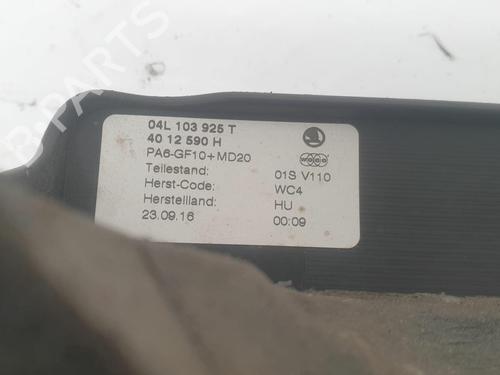 B-PARTS
04L 103 925 T
40 12 590 H
PA6-GF10+MD20
woco
Teilestand: 01S V110
Herst-Code: WC4
Herstellland: HU
23.09.16 00:09